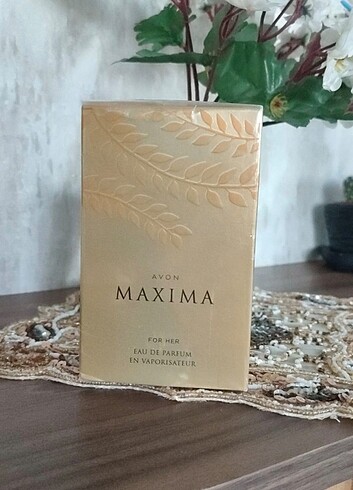 AVON
MAXIMA
FOR HER
EAU DE PARFUM
EN VAPORISATEUR